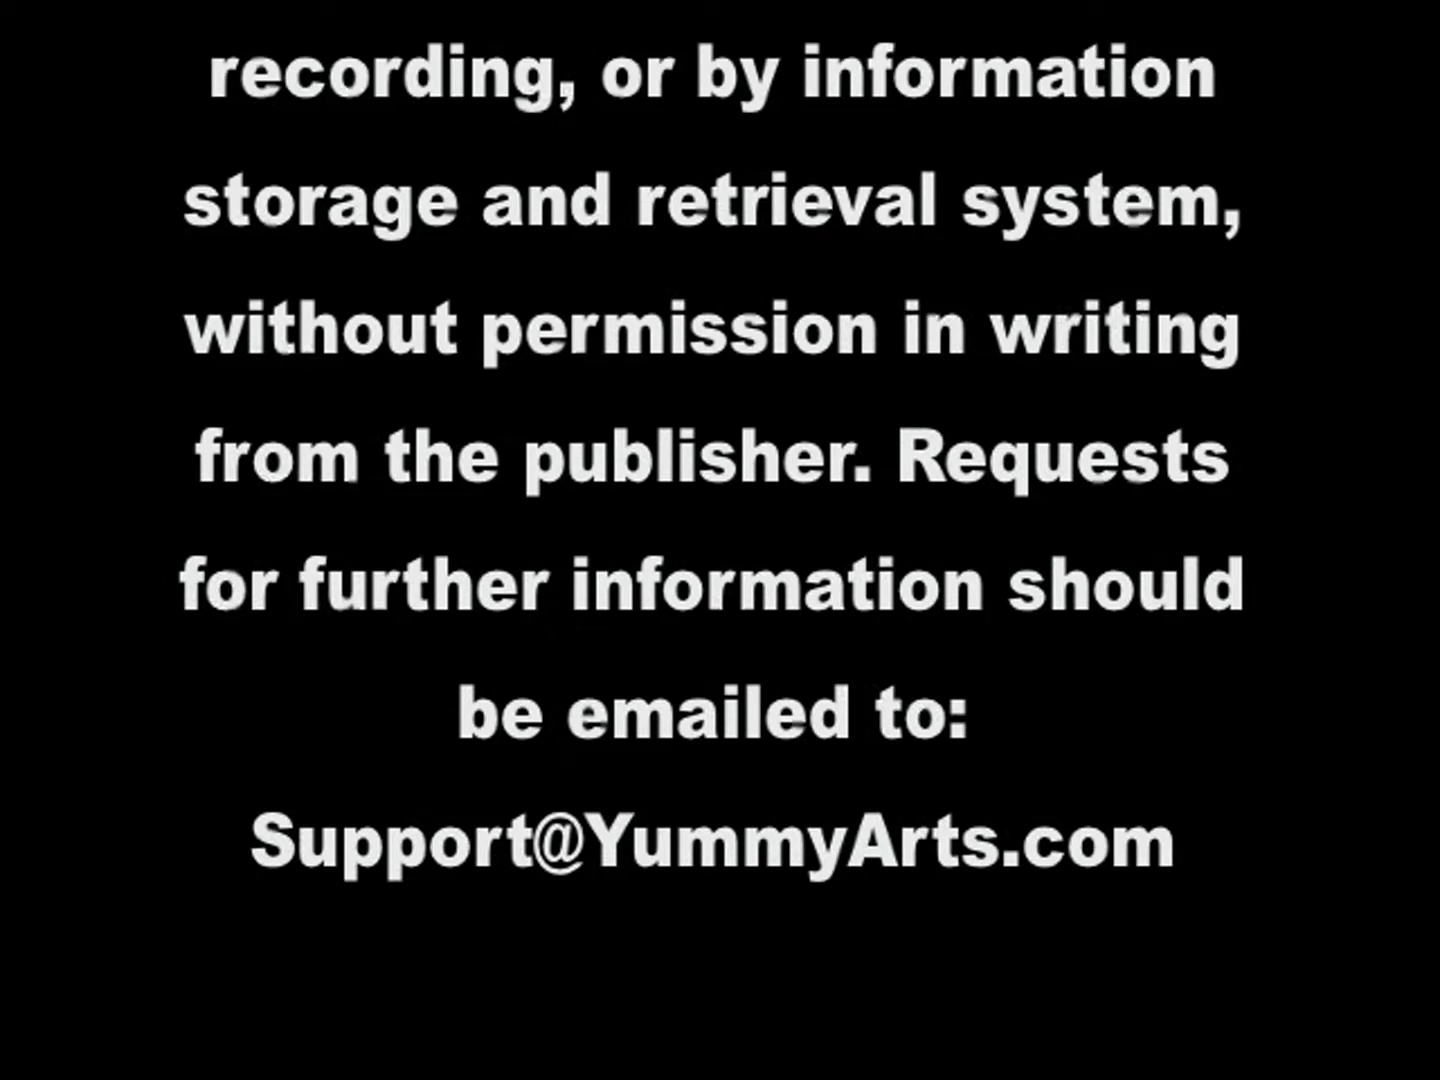 recording, or by information
storage and retrieval system,
without permission in writing
from the publisher. Requests
for further information should
be emailed to:
Support@YummyArts.com